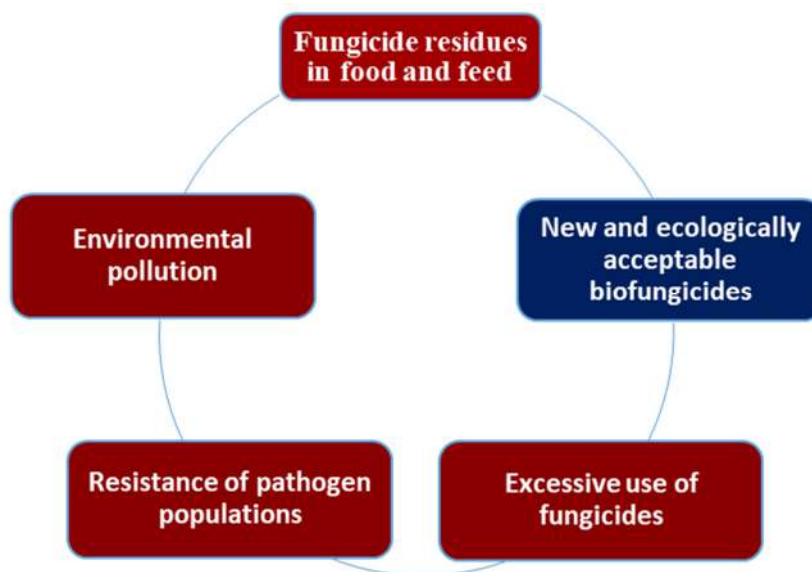 Fungicide residues
in food and feed
New and ecologically
acceptable
biofungicides
Excessive use of
fungicides
Resistance of pathogen
populations
Environmental
pollution